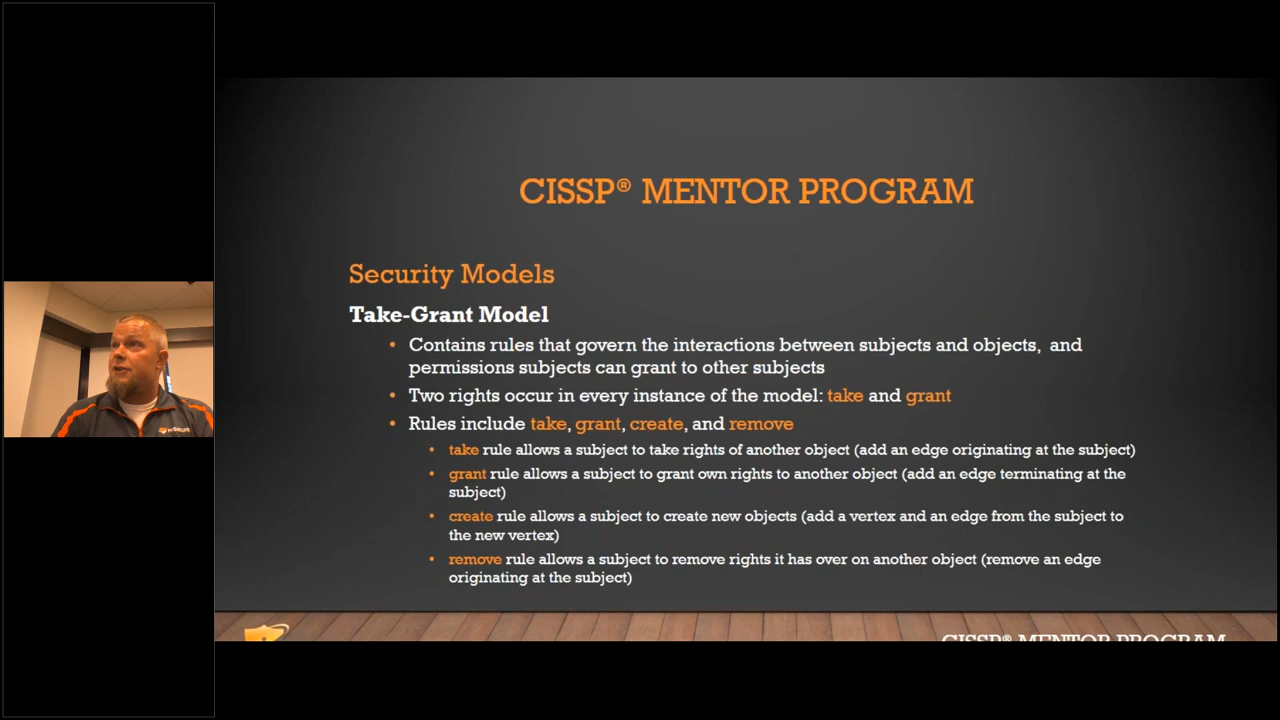 CISSP® MENTOR PROGRAM
Security Models
Take-Grant Model
• Contains rules that govern the interactions between subjects and objects, and
permissions subjects can grant to other subjects
• Two rights occur in every instance of the model: take and grant
• Rules include take, grant, create, and remove
• take rule allows a subject to take rights of another object (add an edge originating at the subject)
• grant rule allows a subject to grant own rights to another object (add an edge terminating at the
subject)
• create rule allows a subject to create new objects (add a vertex and an edge from the subject to
the new vertex)
• remove rule allows a subject to remove rights it has over on another object (remove an edge
originating at the subject)
CISSP® MENTOR PROGRAM